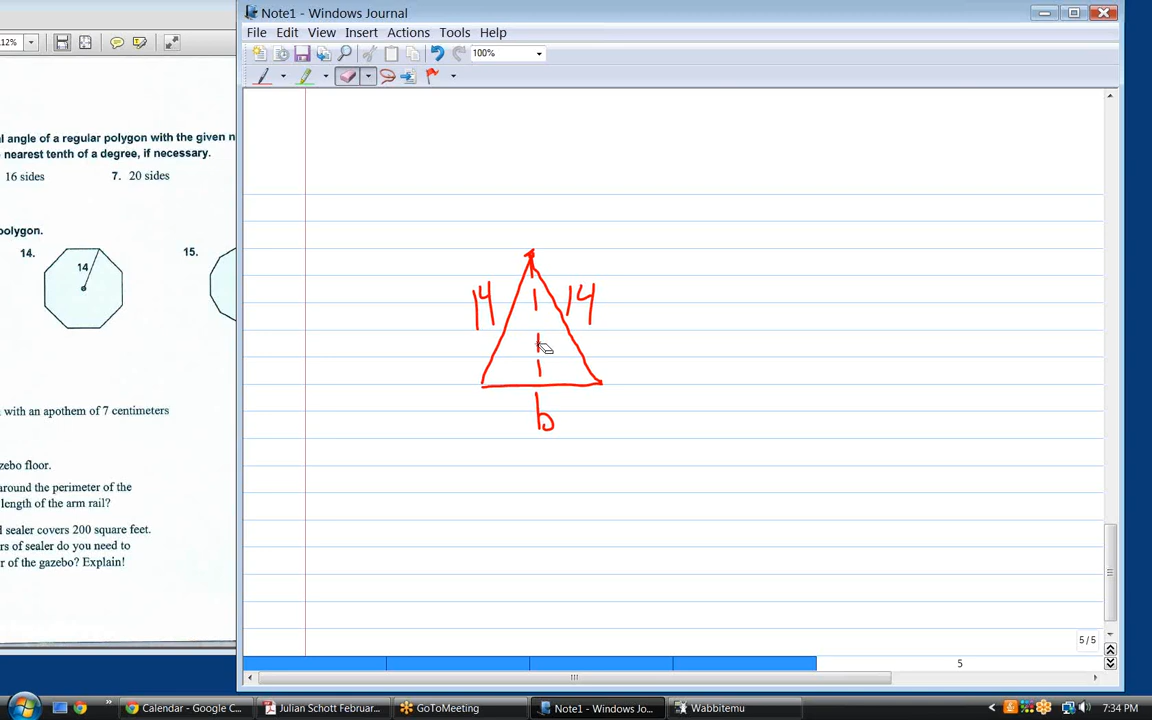 Note1 - Windows Journal
File Edit View Insert Actions Tools Help
12%
100%
al angle of a regular polygon with the given n
e nearest tenth of a degree, if necessary.
16 sides 7. 20 sides
polygon.
14. 15.
14
14 14
b
with an apothem of 7 centimeters
zebo floor.
around the perimeter of the
length of the arm rail?
d sealer covers 200 square feet.
rs of sealer do you need to
r of the gazebo? Explain!
5/5
5
Calendar - Google C... Julian Schott Februar... GoToMeeting Note1 - Windows Jo... Wabbitemu 7:34 PM